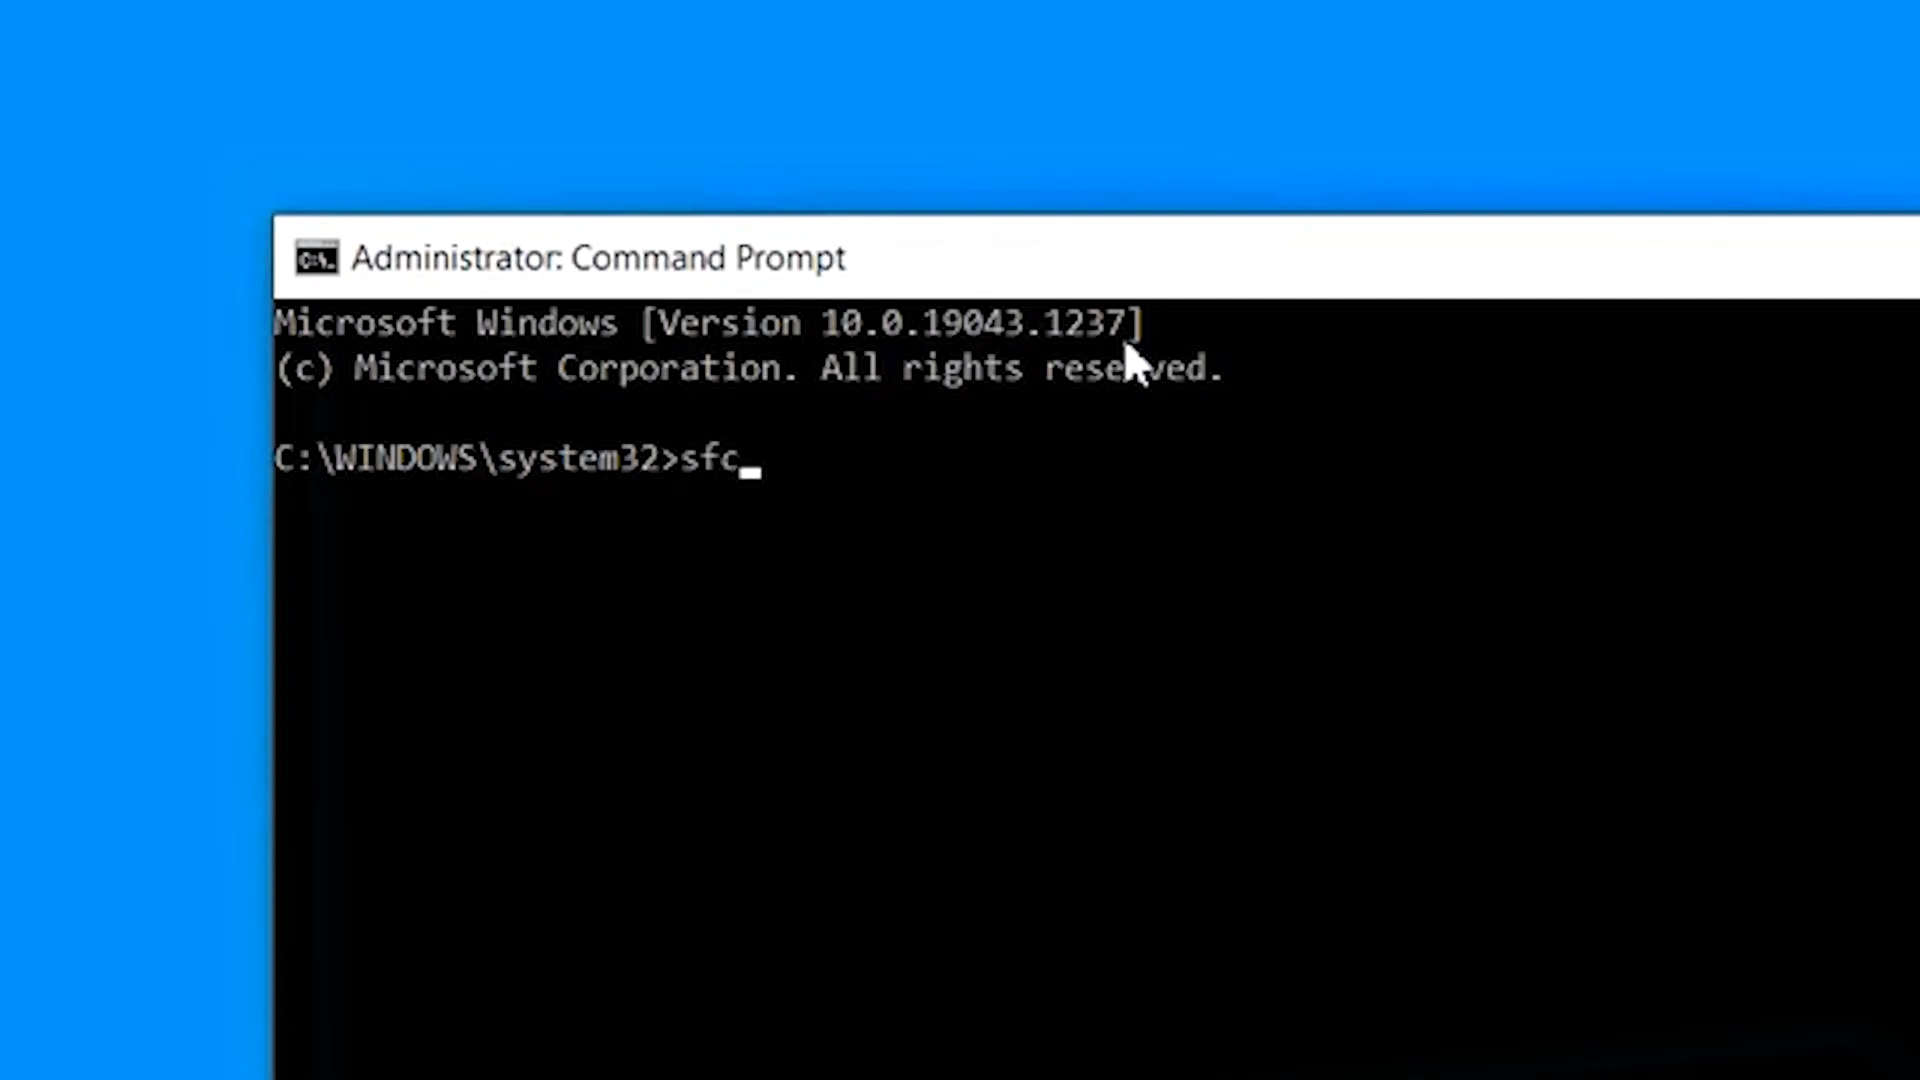 Administrator: Command Prompt
Microsoft Windows [Version 10.0.19043.1237]
(c) Microsoft Corporation. All rights reserved.
C:\WINDOWS\system32>sfc